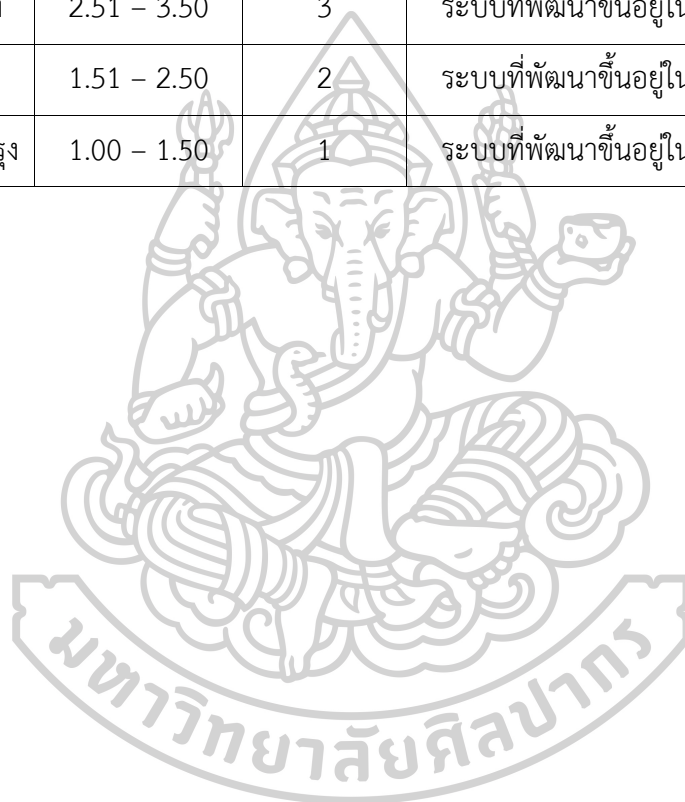 2.51 – 3.50 3 ระบบที่พัฒนาขึ้นอยู่ใน
1.51 – 2.50 2 ระบบที่พัฒนาขึ้นอยู่ใน
รุง 1.00 – 1.50 1 ระบบที่พัฒนาขึ้นอยู่ใน
มหาวิทยาลัยศิลปากร